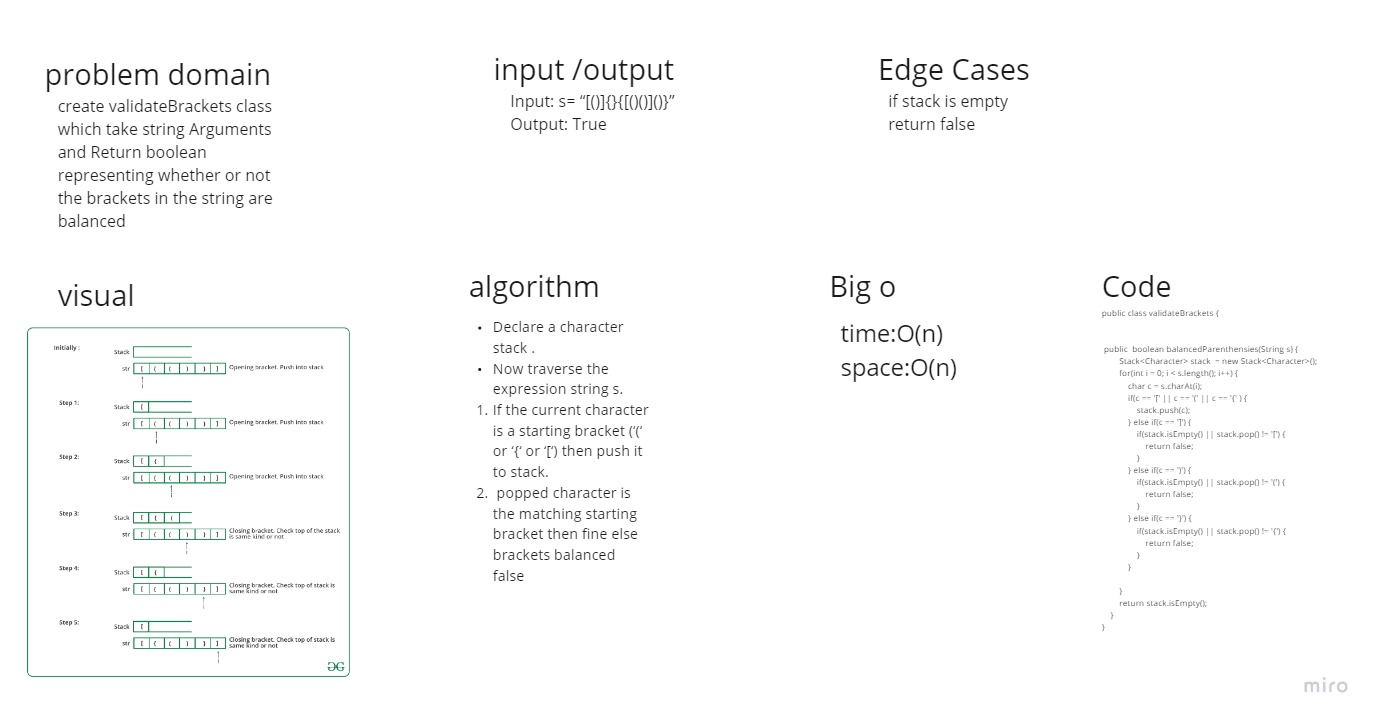 problem domain
create validateBrackets class
which take string Arguments
and Return boolean
representing whether or not
the brackets in the string are
balanced
input /output
Input: s= “[()]{}{[()()]()}”
Output: True
Edge Cases
if stack is empty
return false
visual
Initially :
Stack
str [ ( ( ) ) ] Opening bracket. Push into stack
Step 1:
Stack [
str [ ( ( ) ) ] Opening bracket. Push into stack
Step 2:
Stack [ (
str [ ( ( ) ) ] Opening bracket. Push into stack
Step 3:
Stack [ ( (
str [ ( ( ) ) ] Closing bracket. Check top of the stack
is same kind or not
Step 4:
Stack [ (
str [ ( ( ) ) ] Closing bracket. Check top of stack is
same kind or not
Step 5:
Stack [
str [ ( ( ) ) ] Closing bracket. Check top of stack is
same kind or not
algorithm
• Declare a character
stack .
• Now traverse the
expression string s.
1. If the current character
is a starting bracket (‘(‘
or ‘{‘ or ‘[‘) then push it
to stack.
2. popped character is
the matching starting
bracket then fine else
brackets balanced
false
Big o
time:O(n)
space:O(n)
Code
public class validateBrackets {
public boolean balancedParenthensies(String s) {
Stack<Character> stack = new Stack<Character>();
for(int i = 0; i < s.length(); i++) {
char c = s.charAt(i);
if(c == '[' || c == '(' || c == '{' ) {
stack.push(c);
} else if(c == ']') {
if(stack.isEmpty() || stack.pop() != '[') {
return false;
}
} else if(c == ')') {
if(stack.isEmpty() || stack.pop() != '(') {
return false;
}
} else if(c == '}') {
if(stack.isEmpty() || stack.pop() != '{') {
return false;
}
}
}
return stack.isEmpty();
}
}
miro